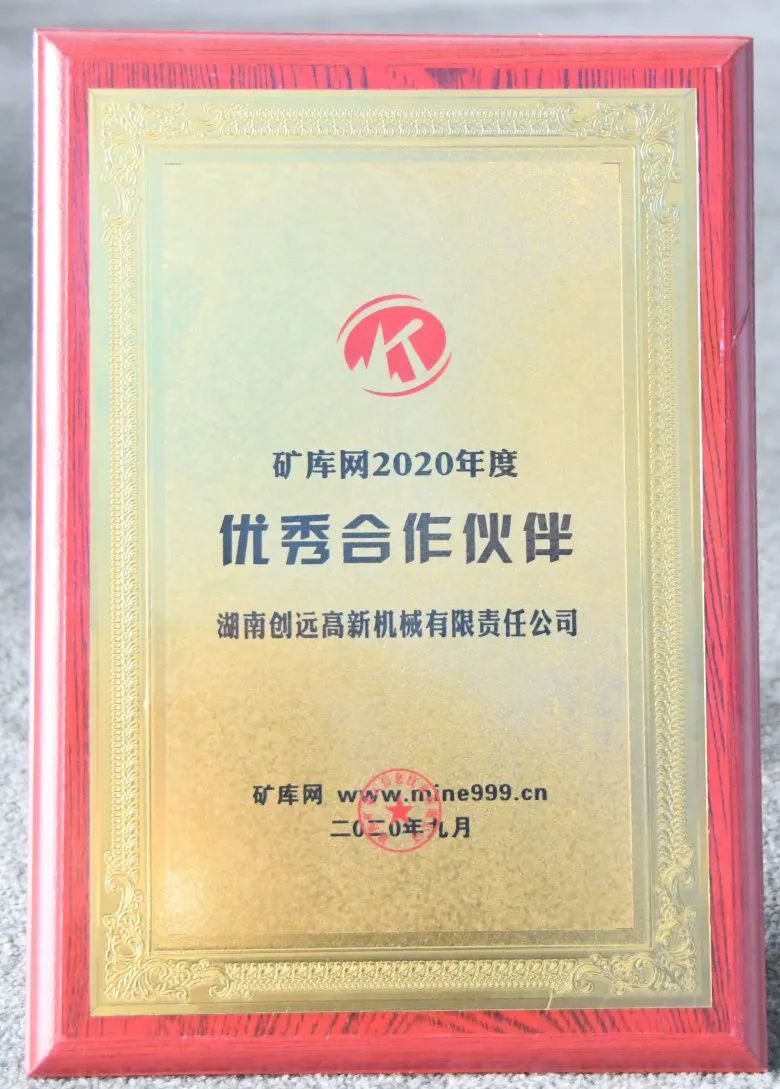 KT
矿库网2020年度
优秀合作伙伴
湖南创远高新机械有限责任公司
矿库网 www.mine999.cn
二〇二〇年九月